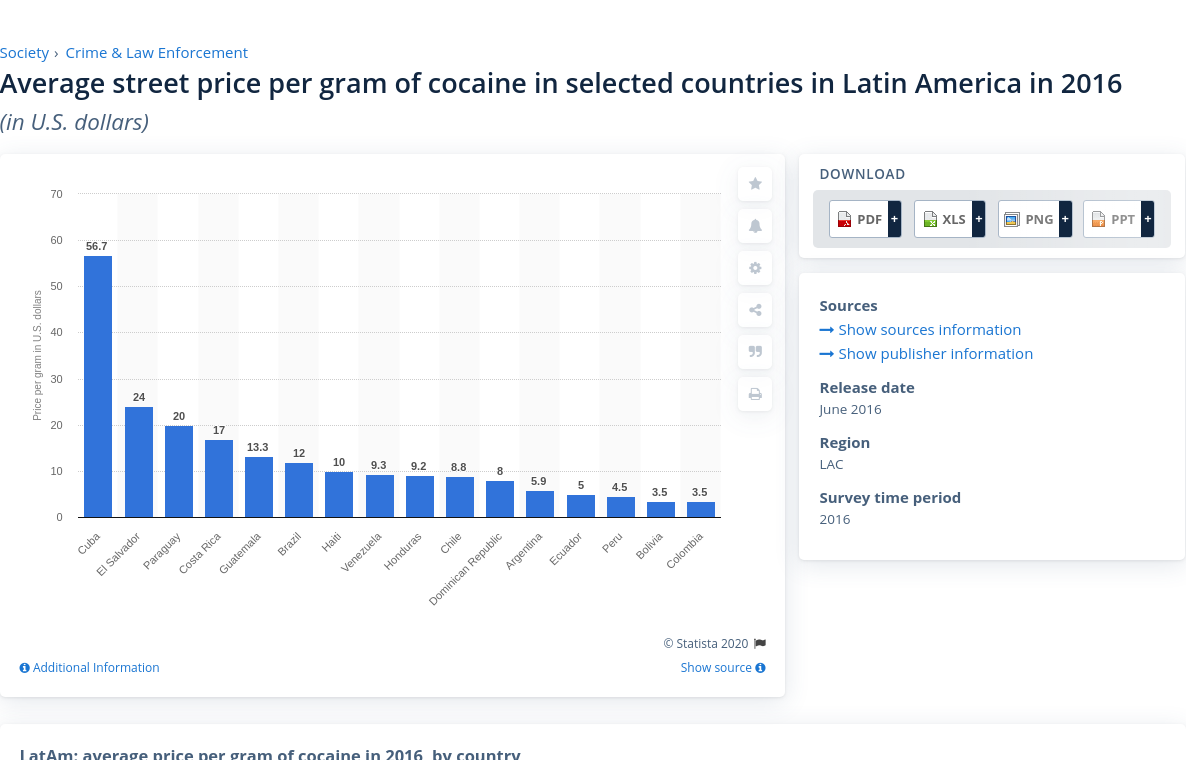 Society › Crime & Law Enforcement
Average street price per gram of cocaine in selected countries in Latin America in 2016
(in U.S. dollars)
Price per gram in U.S. dollars
70
60
50
40
30
20
10
0
56.7
24
20
17
13.3
12
10
9.3
9.2
8.8
8
5.9
5
4.5
3.5
3.5
Cuba
El Salvador
Paraguay
Costa Rica
Guatemala
Brazil
Haiti
Venezuela
Honduras
Chile
Dominican Republic
Argentina
Ecuador
Peru
Bolivia
Colombia
© Statista 2020
Additional Information
Show source
DOWNLOAD
PDF + XLS + PNG + PPT +
Sources
Show sources information
Show publisher information
Release date
June 2016
Region
LAC
Survey time period
2016
LatAm: average price per gram of cocaine in 2016, by country